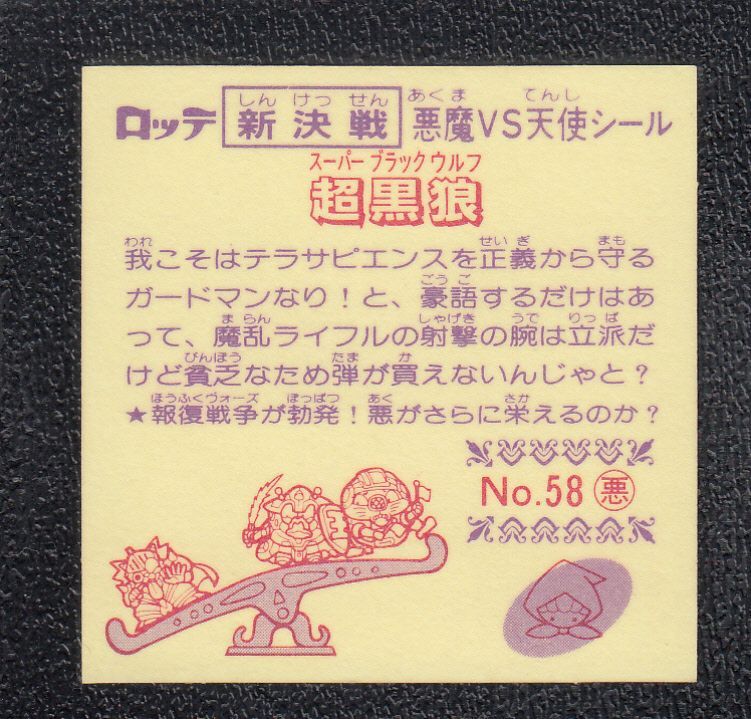 しん けっ せん あくま てんし
ロッテ 新決戦 悪魔VS天使シール
スーパー ブラック ウルフ
超黒狼
われ せいぎ まも
我こそはテラサピエンスを正義から守る
ごうご
ガードマンなり！と、豪語するだけはあ
まらん しゃげき うで りっぱ
って、魔乱ライフルの射撃の腕は立派だ
びんぼう たま か
けど貧乏なため弾が買えないんじゃと？
ほうふくヴォーズ ぼっぱつ あく さか
★報復戦争が勃発！悪がさらに栄えるのか？
No.58 悪